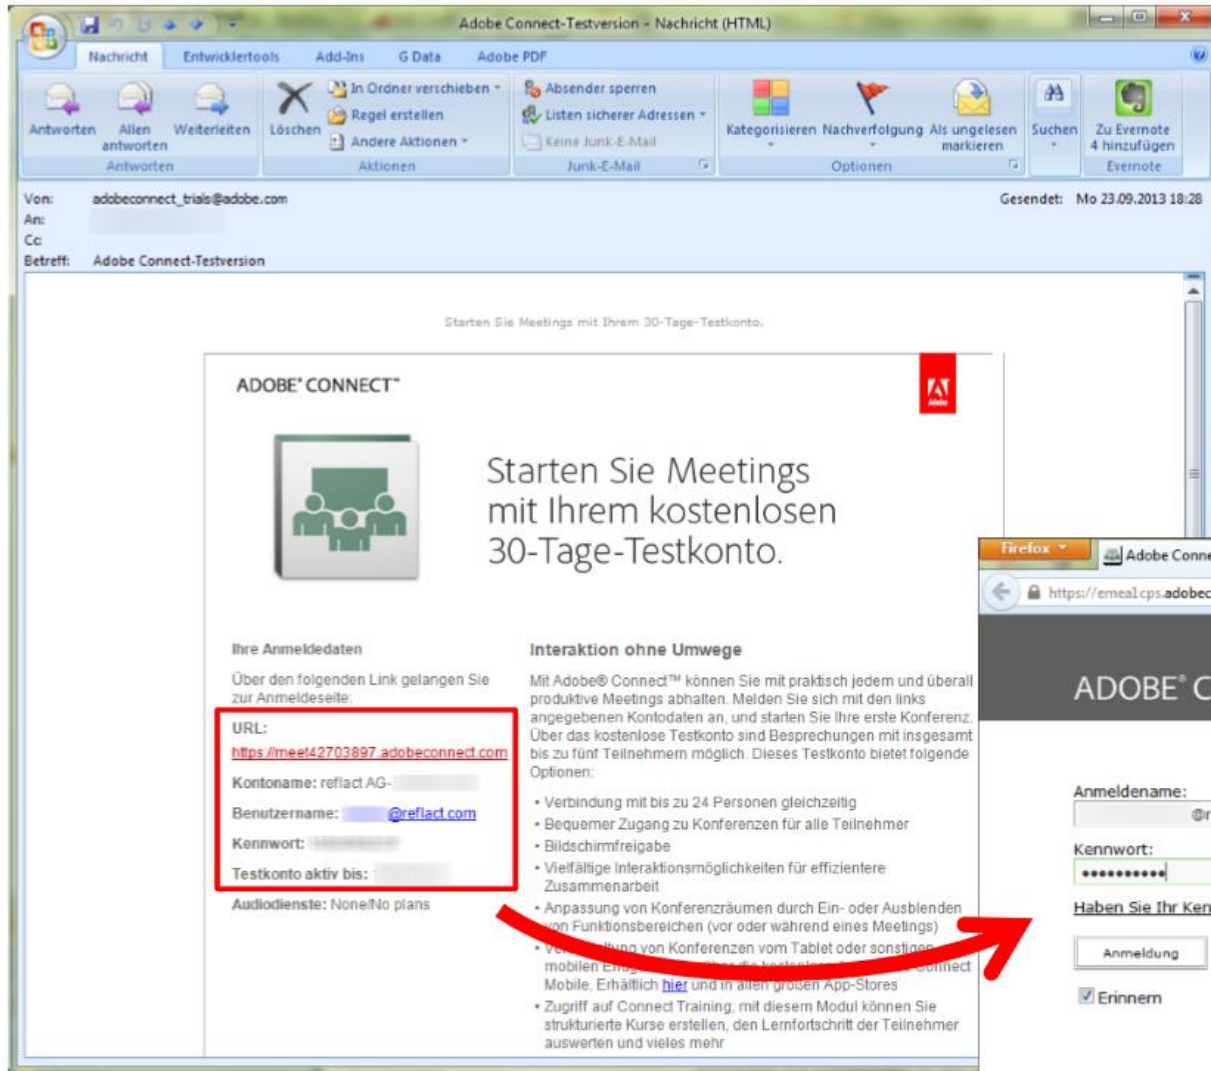 Adobe Connect-Testversion - Nachricht (HTML)
Nachricht Entwicklertools Add-Ins G Data Adobe PDF
Antworten
Allen antworten
Weiterleiten
Antworten
Löschen
In Ordner verschieben
Regel erstellen
Andere Aktionen
Aktionen
Absender sperren
Listen sicherer Adressen
Keine Junk-E-Mail
Junk-E-Mail
Kategorisieren
Nachverfolgung
Als ungelesen
markieren
Optionen
Suchen
Zu Evernote
4 hinzufügen
Evernote
Von: adobeconnect_trials@adobe.com
Gesendet: Mo 23.09.2013 18:28
An:
Cc:
Betreff: Adobe Connect-Testversion
Starten Sie Meetings mit Ihrem 30-Tage-Testkonto.
ADOBE® CONNECT™
Adobe
Starten Sie Meetings
mit Ihrem kostenlosen
30-Tage-Testkonto.
Ihre Anmeldedaten
Über den folgenden Link gelangen Sie
zur Anmeldeseite:
URL:
https://meet42703897.adobeconnect.com
Kontoname: reflact AG-
Benutzername: @reflact.com
Kennwort:
Testkonto aktiv bis:
Audiodienste: None/No plans
Interaktion ohne Umwege
Mit Adobe® Connect™ können Sie mit praktisch jedem und überall
produktive Meetings abhalten. Melden Sie sich mit den links
angegebenen Kontodaten an, und starten Sie Ihre erste Konferenz.
Über das kostenlose Testkonto sind Besprechungen mit insgesamt
bis zu fünf Teilnehmern möglich. Dieses Testkonto bietet folgende
Optionen:
• Verbindung mit bis zu 24 Personen gleichzeitig
• Bequemer Zugang zu Konferenzen für alle Teilnehmer
• Bildschirmfreigabe
• Vielfältige Interaktionsmöglichkeiten für effizientere
Zusammenarbeit
• Anpassung von Konferenzräumen durch Ein- oder Ausblenden
von Funktionsbereichen (vor oder während eines Meetings)
von Konferenzen vom Tablet oder sonstigen
mobilen Connect
Mobile. Erhältlich hier und in allen großen App-Stores
• Zugriff auf Connect Training; mit diesem Modul können Sie
strukturierte Kurse erstellen, den Lernfortschritt der Teilnehmer
auswerten und vieles mehr
Firefox
Adobe Conne
https://emea1cps.adobec
ADOBE® C
Anmeldename:
@r
Kennwort:
••••••••••
Haben Sie Ihr Ken
Anmeldung
Erinnern